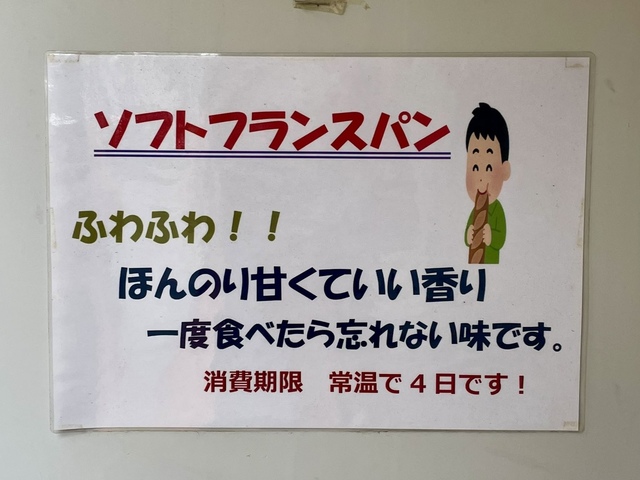 ソフトフランスパン
ふわふわ！！
ほんのり甘くていい香り
一度食べたら忘れない味です。
消費期限　常温で４日です！